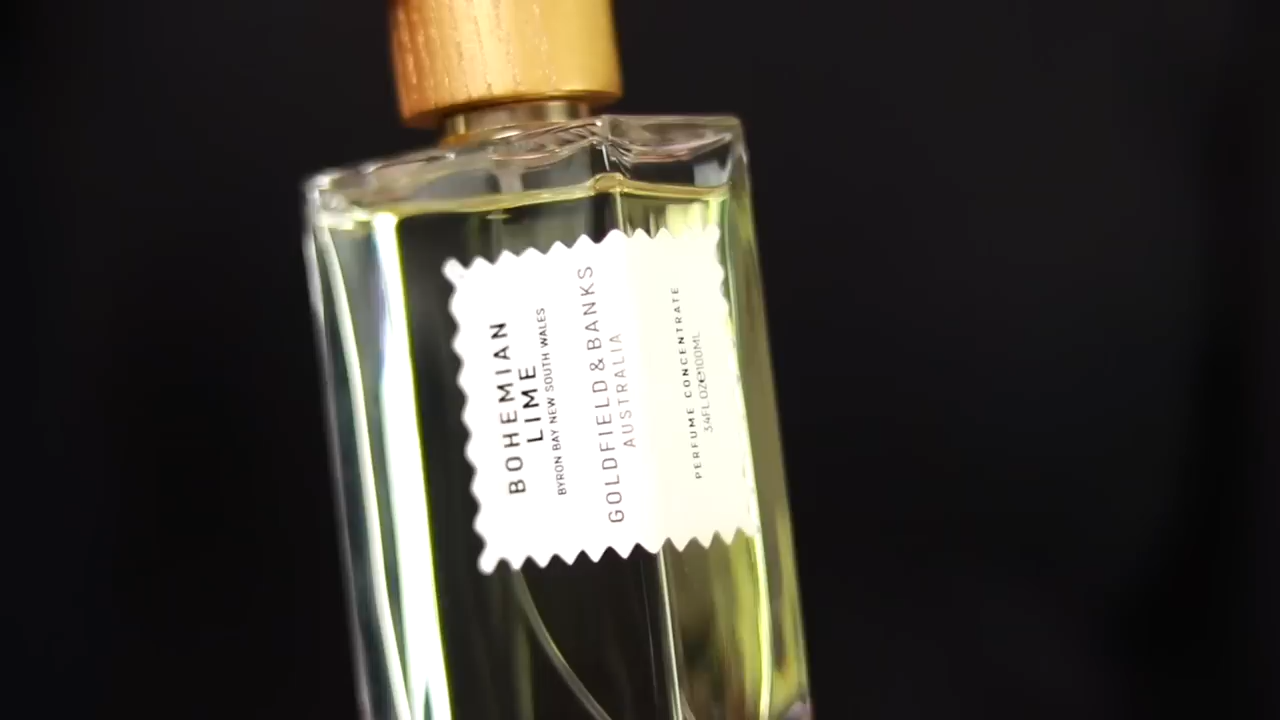 BOHEMIAN
LIME
BYRON BAY NEW SOUTH WALES
GOLDFIELD & BANKS
AUSTRALIA
PERFUME CONCENTRATE
3.4FL.OZ℮100ML